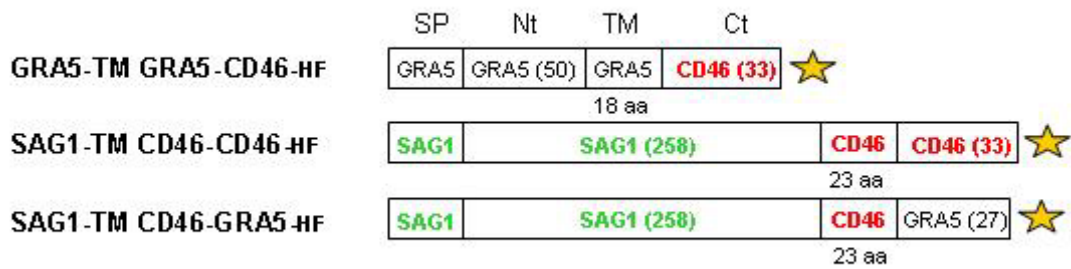 SP Nt TM Ct
GRA5-TM GRA5-CD46-HF GRA5 GRA5 (50) GRA5 CD46 (33)
18 aa
SAG1-TM CD46-CD46-HF SAG1 SAG1 (258) CD46 CD46 (33)
23 aa
SAG1-TM CD46-GRA5-HF SAG1 SAG1 (258) CD46 GRA5 (27)
23 aa